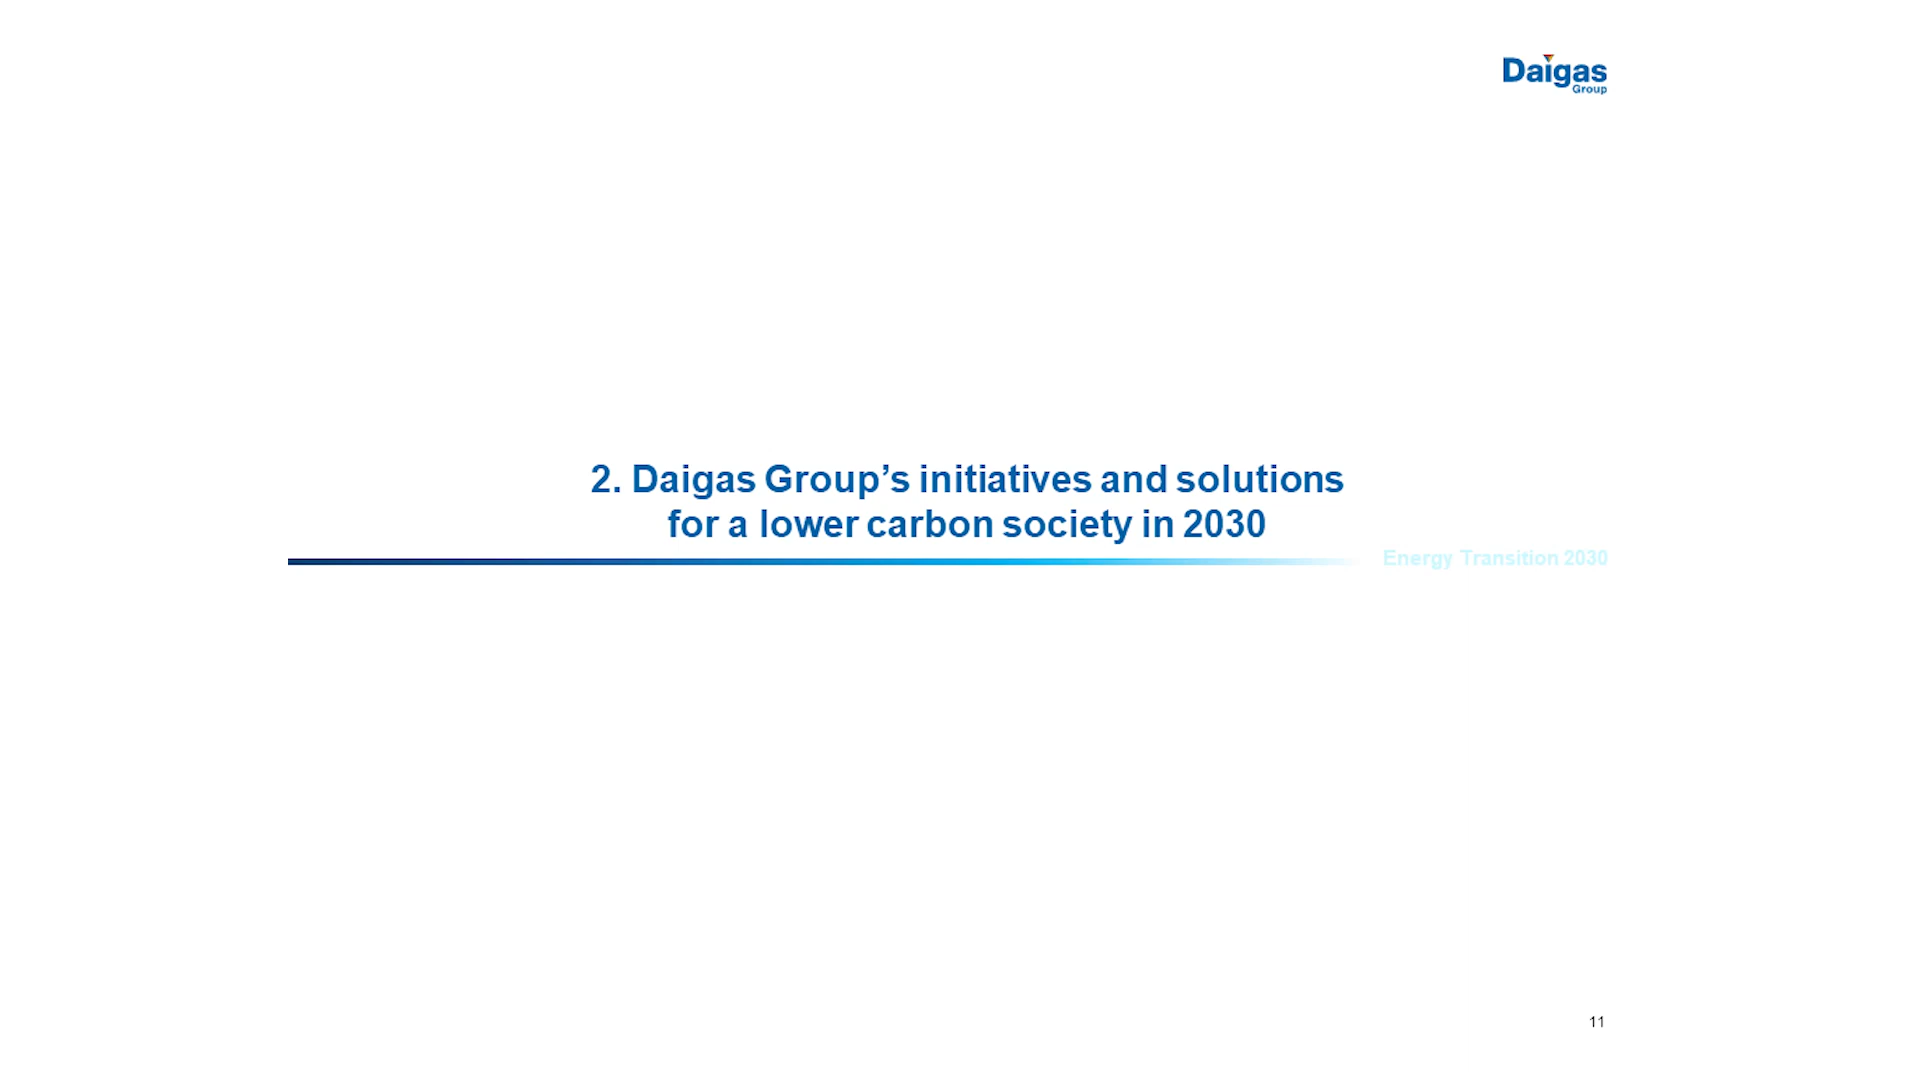 Daigas
Group
2. Daigas Group’s initiatives and solutions
for a lower carbon society in 2030
Energy Transition 2030
11